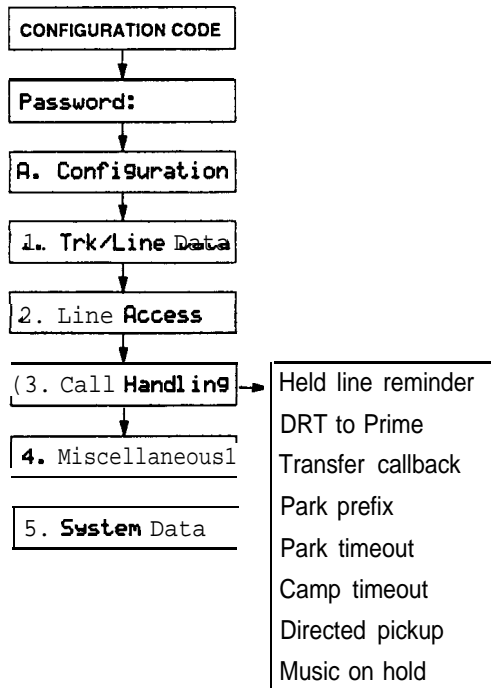 CONFIGURATION CODE
Password:
A. Configuration
1. Trk/Line Data
2. Line Access
(3. Call Handling
4. Miscellaneous1
5. System Data
Held line reminder
DRT to Prime
Transfer callback
Park prefix
Park timeout
Camp timeout
Directed pickup
Music on hold